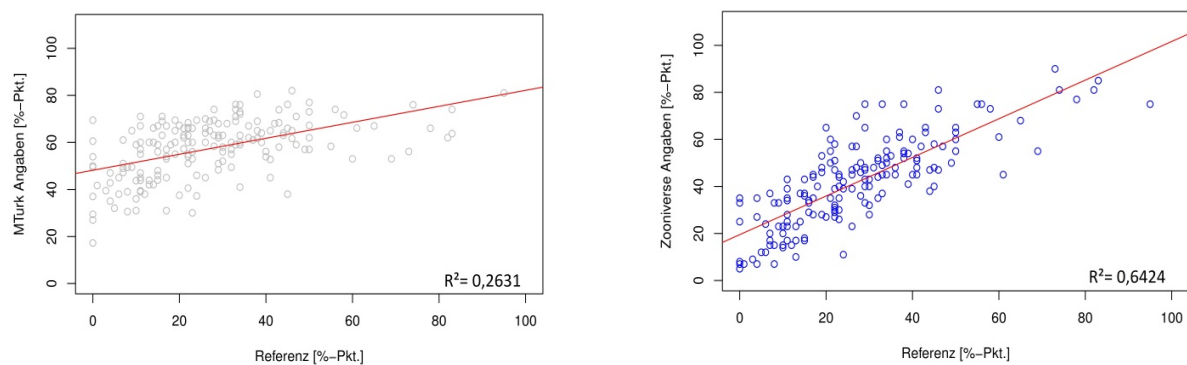 MTurk Angaben [%−Pkt.]
100
80
60
40
20
0
R²= 0,2631
0 20 40 60 80 100
Referenz [%−Pkt.]
Zooniverse Angaben [%−Pkt.]
100
80
60
40
20
0
R²= 0,6424
0 20 40 60 80 100
Referenz [%−Pkt.]